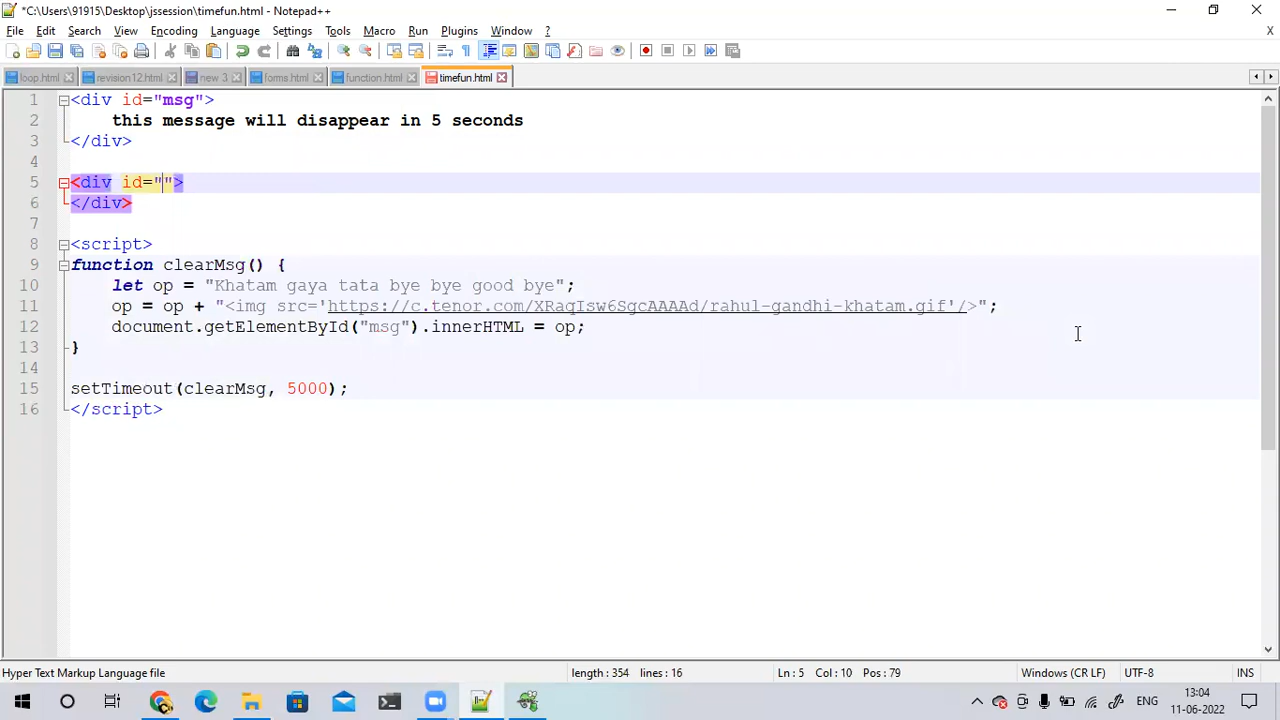 *C:\Users\91915\Desktop\jssession\timefun.html - Notepad++
File Edit Search View Encoding Language Settings Tools Macro Run Plugins Window ? X
loop.html revision12.html new 3 forms.html function.html timefun.html
1 <div id="msg">
2 this message will disappear in 5 seconds
3 </div>
4
5 <div id="">
6 </div>
7
8 <script>
9 function clearMsg() {
10 let op = "Khatam gaya tata bye bye good bye";
11 op = op + "<img src='https://c.tenor.com/XRaqIsw6SgcAAAAd/rahul-gandhi-khatam.gif'/>";
12 document.getElementById("msg").innerHTML = op;
13 }
14
15 setTimeout(clearMsg, 5000);
16 </script>
Hyper Text Markup Language file length : 354 lines : 16 Ln : 5 Col : 10 Pos : 79 Windows (CR LF) UTF-8 INS
ENG 13:04
11-06-2022